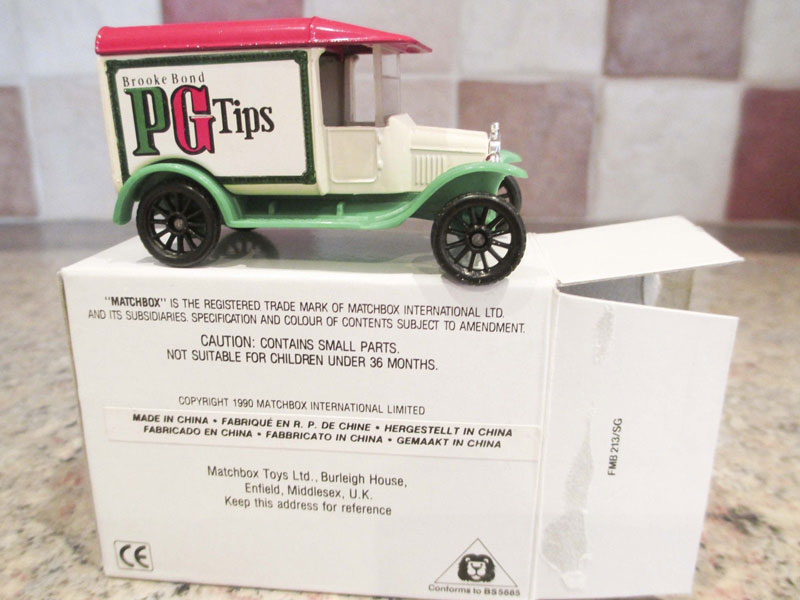 Brooke Bond
PG Tips
"MATCHBOX" IS THE REGISTERED TRADE MARK OF MATCHBOX INTERNATIONAL LTD.
AND ITS SUBSIDIARIES. SPECIFICATION AND COLOUR OF CONTENTS SUBJECT TO AMENDMENT.
CAUTION: CONTAINS SMALL PARTS.
NOT SUITABLE FOR CHILDREN UNDER 36 MONTHS.
COPYRIGHT 1990 MATCHBOX INTERNATIONAL LIMITED
MADE IN CHINA • FABRIQUÉ EN R. P. DE CHINE • HERGESTELLT IN CHINA
FABRICADO EN CHINA • FABBRICATO IN CHINA • GEMAAKT IN CHINA
Matchbox Toys Ltd., Burleigh House,
Enfield, Middlesex, U.K.
Keep this address for reference
CE
Conforms to BS5665
FMB 213/SG